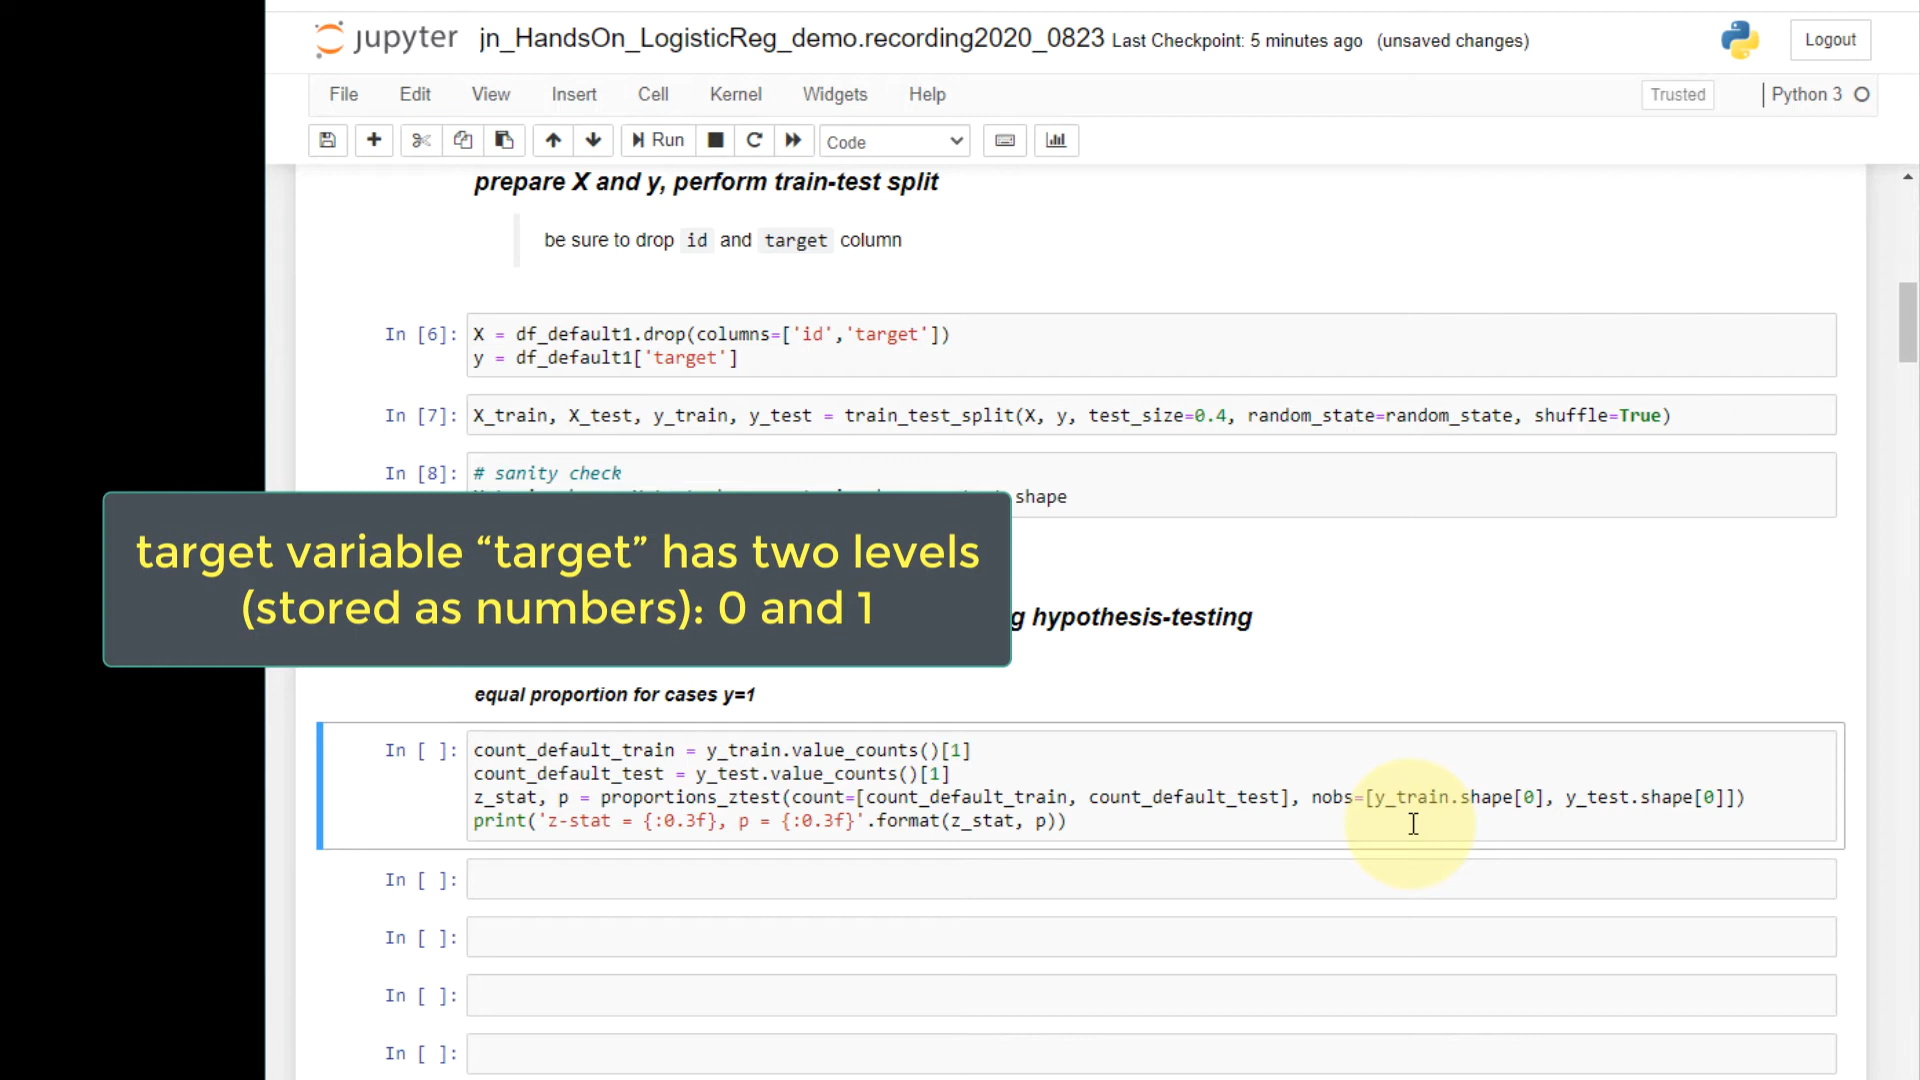 jupyter jn_HandsOn_LogisticReg_demo.recording2020_0823 Last Checkpoint: 5 minutes ago (unsaved changes) Logout
File Edit View Insert Cell Kernel Widgets Help Trusted Python 3
Run Code
prepare X and y, perform train-test split
be sure to drop id and target column
In [6]: X = df_default1.drop(columns=['id','target'])
y = df_default1['target']
In [7]: X_train, X_test, y_train, y_test = train_test_split(X, y, test_size=0.4, random_state=random_state, shuffle=True)
In [8]: # sanity check
shape
target variable “target” has two levels
(stored as numbers): 0 and 1
g hypothesis-testing
equal proportion for cases y=1
In [ ]: count_default_train = y_train.value_counts()[1]
count_default_test = y_test.value_counts()[1]
z_stat, p = proportions_ztest(count=[count_default_train, count_default_test], nobs=[y_train.shape[0], y_test.shape[0]])
print('z-stat = {:0.3f}, p = {:0.3f}'.format(z_stat, p))
In [ ]:
In [ ]:
In [ ]:
In [ ]: